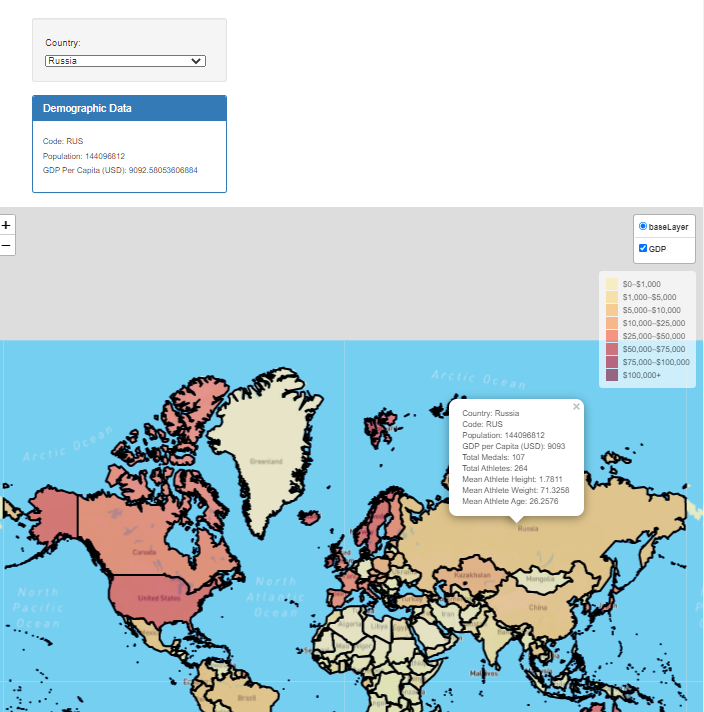 Country:
Russia
Demographic Data
Code: RUS
Population: 144096812
GDP Per Capita (USD): 9092.58053606884
+
−
baseLayer
GDP
$0–$1,000
$1,000–$5,000
$5,000–$10,000
$10,000–$25,000
$25,000–$50,000
$50,000–$75,000
$75,000–$100,000
$100,000+
Arctic Ocean
Arctic Ocean
×
Country: Russia
Code: RUS
Population: 144096812
GDP per Capita (USD): 9093
Total Medals: 107
Total Athletes: 264
Mean Athlete Height: 1.7811
Mean Athlete Weight: 71.3258
Mean Athlete Age: 26.2576
Greenland
Russia
Canada
Kazakhstan
Mongolia
North
Pacific
Ocean
North
Atlantic
Ocean
United States
China
Iran
Algeria
Libya
Maldives
Brazil